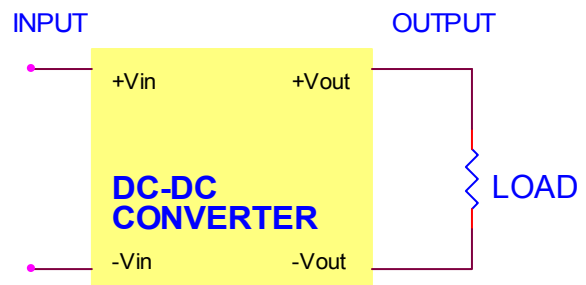 INPUT
OUTPUT
+Vin
+Vout
DC-DC
CONVERTER
LOAD
-Vin
-Vout